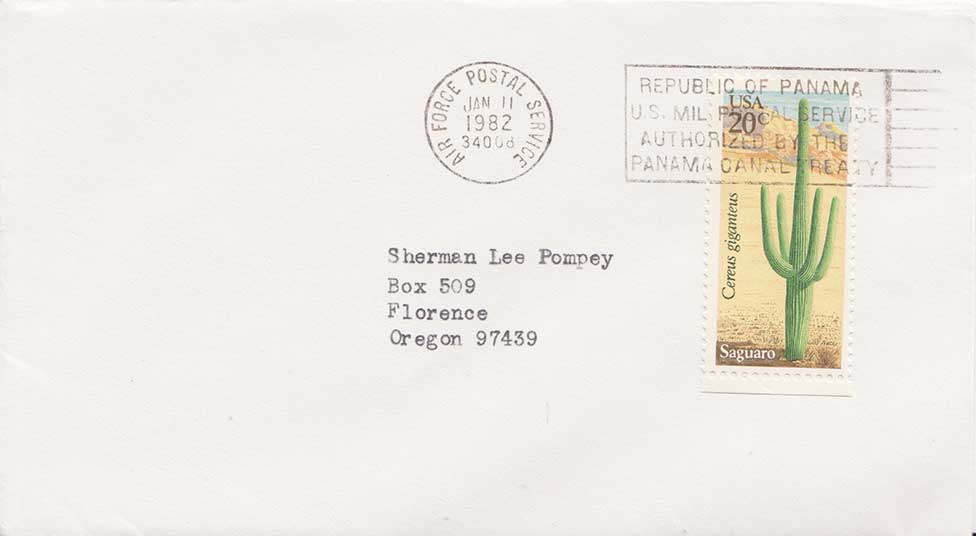 AIR FORCE POSTAL SERVICE
JAN 11
1982
34008
REPUBLIC OF PANAMA
U.S. MIL. POSTAL SERVICE
AUTHORIZED BY THE
PANAMA CANAL TREATY
USA
20c
Cereus giganteus
Saguaro
Sherman Lee Pompey
Box 509
Florence
Oregon 97439